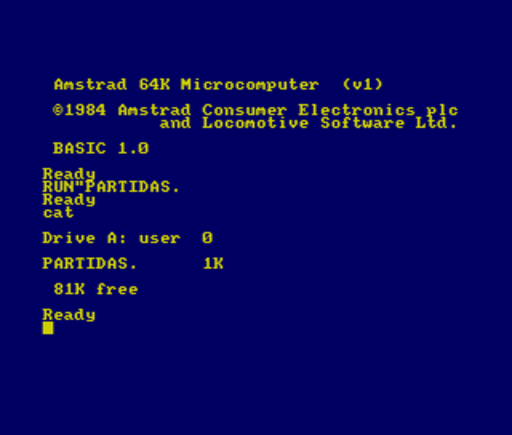 Amstrad 64K Microcomputer (v1)
©1984 Amstrad Consumer Electronics plc
and Locomotive Software Ltd.
BASIC 1.0
Ready
RUN"PARTIDAS.
Ready
cat
Drive A: user 0
PARTIDAS. 1K
81K free
Ready